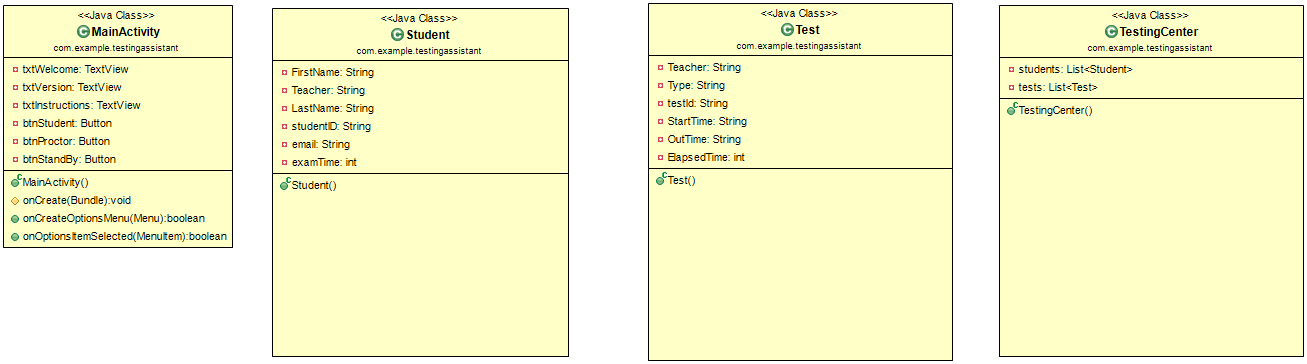 <<Java Class>>
MainActivity
com.example.testingassistant
txtWelcome: TextView
txtVersion: TextView
txtInstructions: TextView
btnStudent: Button
btnProctor: Button
btnStandBy: Button
MainActivity()
onCreate(Bundle):void
onCreateOptionsMenu(Menu):boolean
onOptionsItemSelected(MenuItem):boolean
<<Java Class>>
Student
com.example.testingassistant
FirstName: String
Teacher: String
LastName: String
studentID: String
email: String
examTime: int
Student()
<<Java Class>>
Test
com.example.testingassistant
Teacher: String
Type: String
testId: String
StartTime: String
OutTime: String
ElapsedTime: int
Test()
<<Java Class>>
TestingCenter
com.example.testingassistant
students: List<Student>
tests: List<Test>
TestingCenter()